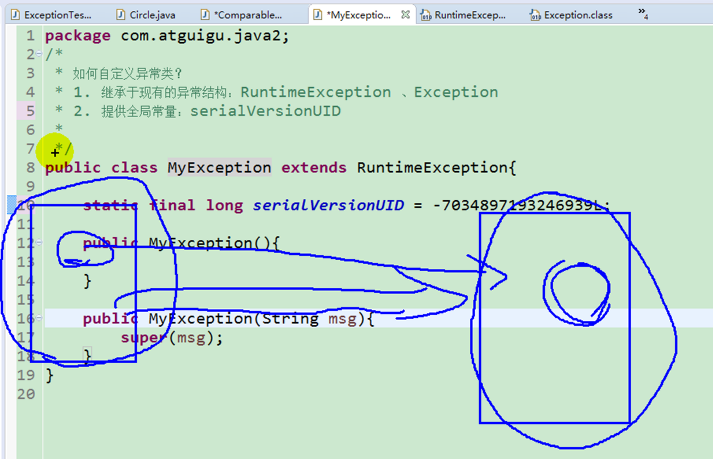 ExceptionTes... Circle.java *Comparable... *MyExceptio... RuntimeExcep... Exception.class »4
1 package com.atguigu.java2;
2 /*
3 * 如何自定义异常类?
4 * 1. 继承于现有的异常结构：RuntimeException 、Exception
5 * 2. 提供全局常量：serialVersionUID
6 *
7 */
8 public class MyException extends RuntimeException{
9
10 static final long serialVersionUID = -7034897193246939L;
11
12 public MyException(){
13
14 }
15
16 public MyException(String msg){
17 super(msg);
18 }
19 }
20